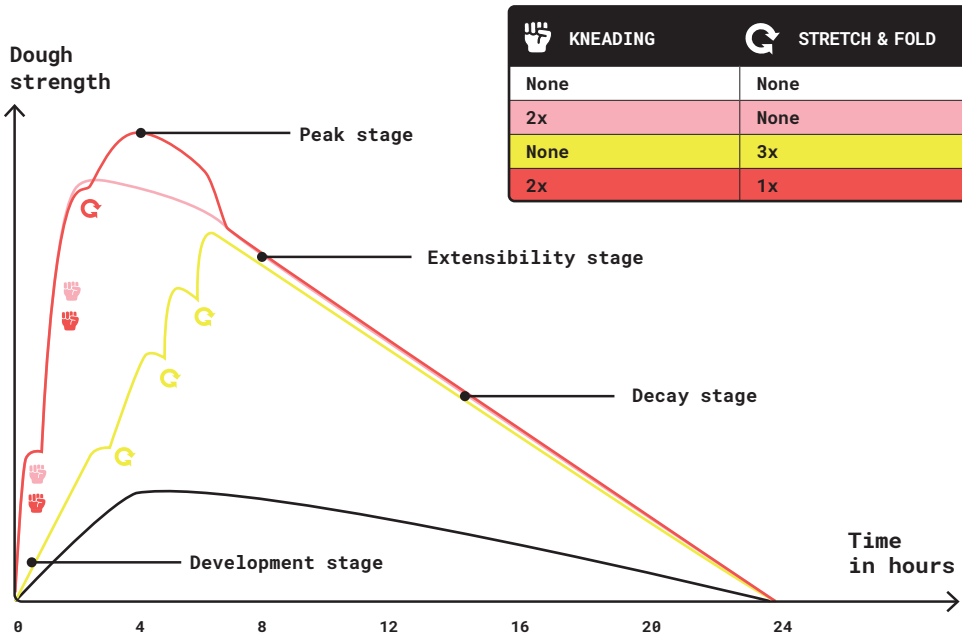 KNEADING STRETCH & FOLD
Dough
strength
None None
2x None
Peak stage
None 3x
2x 1x
Extensibility stage
Decay stage
Time
in hours
Development stage
0 4 8 12 16 20 24